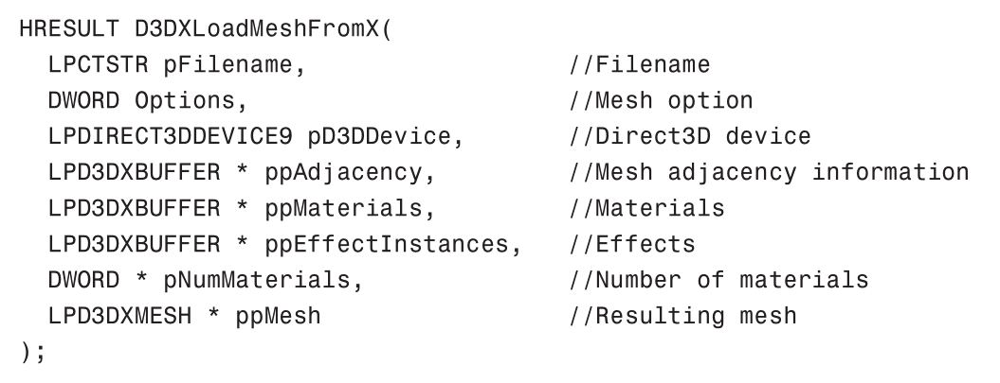 HRESULT D3DXLoadMeshFromX(
  LPCTSTR pFilename,                  //Filename
  DWORD Options,                      //Mesh option
  LPDIRECT3DDEVICE9 pD3DDevice,       //Direct3D device
  LPD3DXBUFFER * ppAdjacency,         //Mesh adjacency information
  LPD3DXBUFFER * ppMaterials,         //Materials
  LPD3DXBUFFER * ppEffectInstances,   //Effects
  DWORD * pNumMaterials,              //Number of materials
  LPD3DXMESH * ppMesh                 //Resulting mesh
);